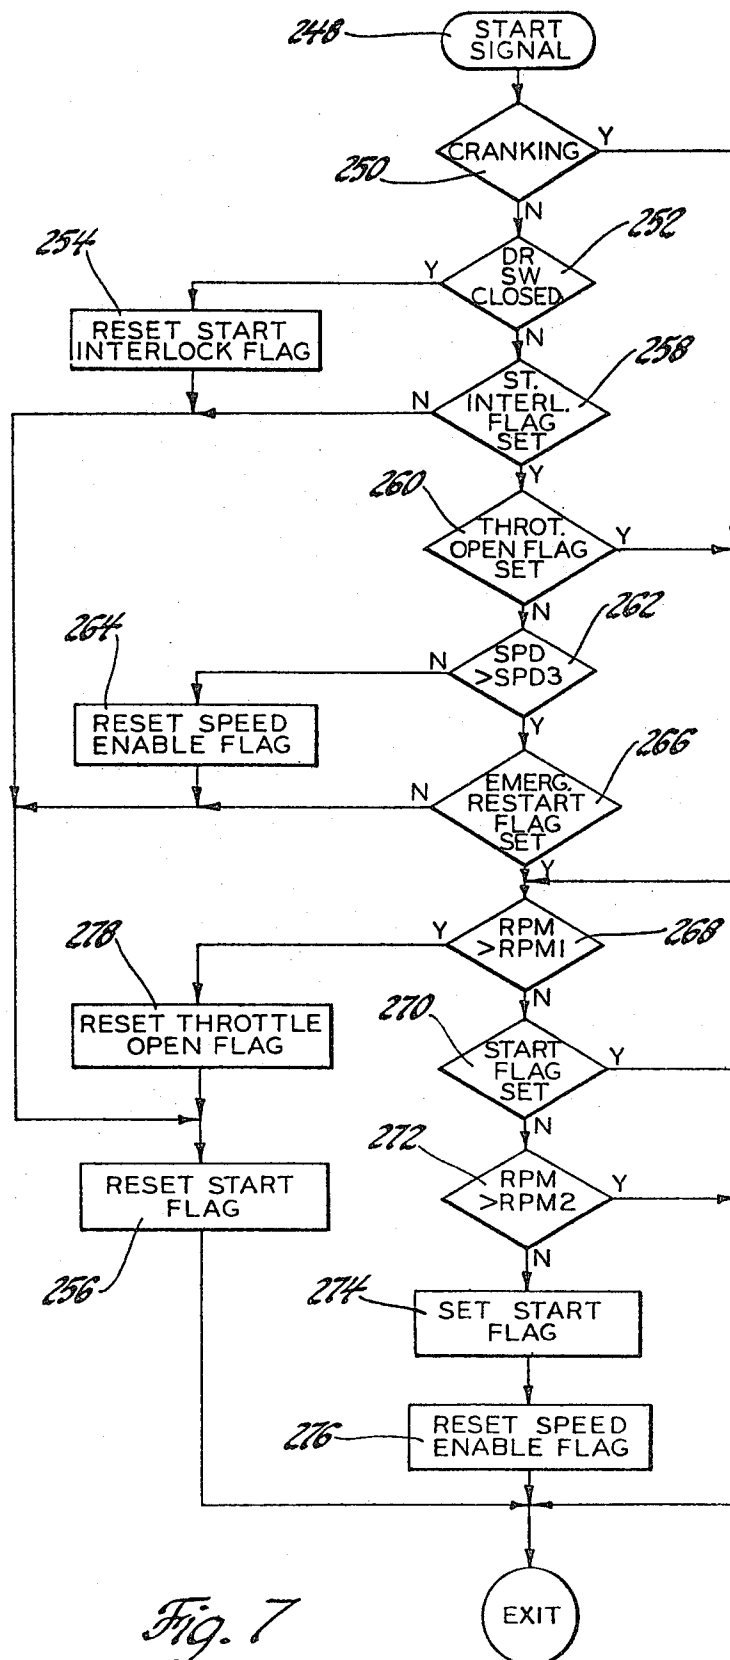 248
START
SIGNAL
CRANKING
Y
250
N
252
254
Y
DR
SW
CLOSED
RESET START
INTERLOCK FLAG
N
258
N
ST.
INTERL.
FLAG
SET
Y
260
THROT.
OPEN FLAG
SET
Y
N
262
264
N
SPD
>SPD3
RESET SPEED
ENABLE FLAG
Y
266
N
EMERG.
RESTART
FLAG
SET
Y
278
Y
RPM
>RPM1
268
N
RESET THROTTLE
OPEN FLAG
270
START
FLAG
SET
Y
N
272
RPM
>RPM2
Y
RESET START
FLAG
N
256
274
SET START
FLAG
276
RESET SPEED
ENABLE FLAG
EXIT
Fig. 7